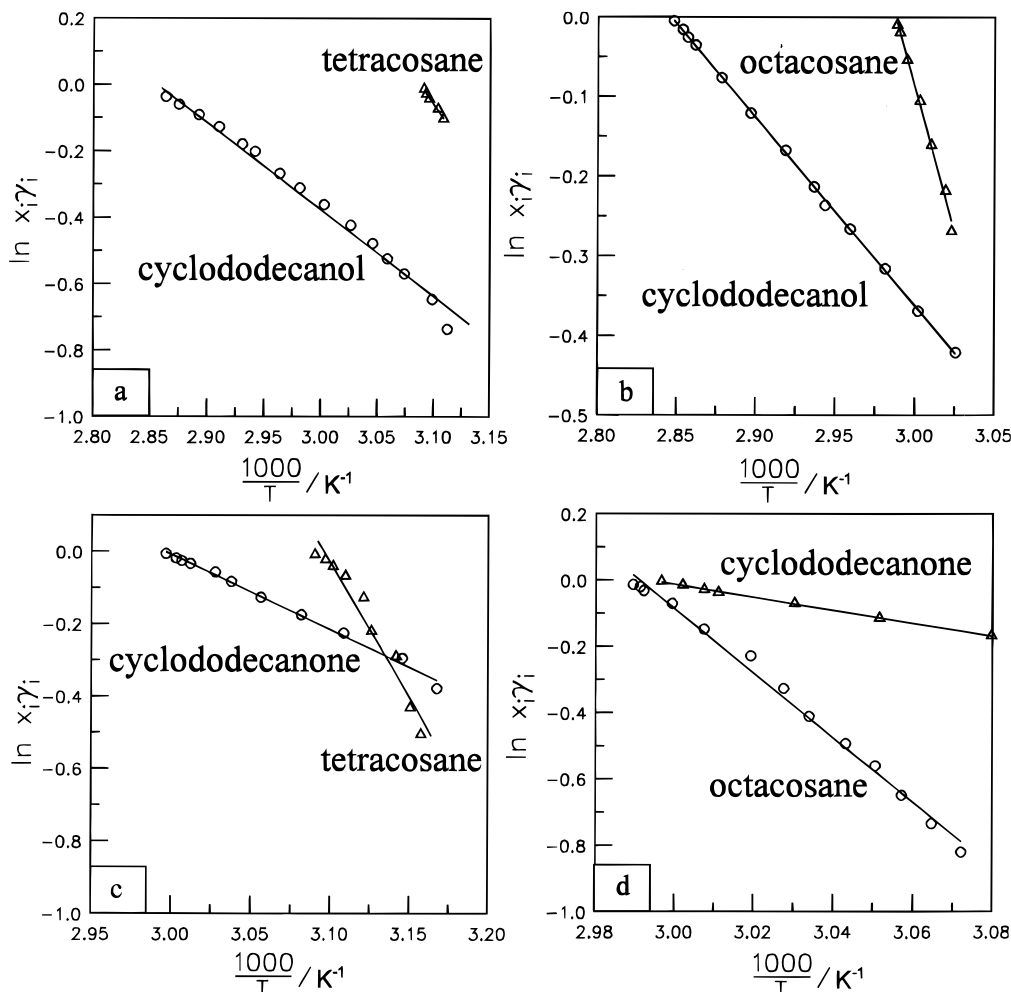 0.2
tetracosane
0.0
−0.2
−0.4
ln xᵢγᵢ
cyclododecanol
−0.6
−0.8
a
−1.0
2.80 2.85 2.90 2.95 3.00 3.05 3.10 3.15
1000
T / K⁻¹
0.0
octacosane
−0.1
−0.2
ln xᵢγᵢ
−0.3
cyclododecanol
−0.4
b
−0.5
2.80 2.85 2.90 2.95 3.00 3.05
1000
T / K⁻¹
0.0
−0.2
cyclododecanone
−0.4
ln xᵢγᵢ
tetracosane
−0.6
−0.8
c
−1.0
2.95 3.00 3.05 3.10 3.15 3.20
1000
T / K⁻¹
0.2
cyclododecanone
0.0
−0.2
−0.4
ln xᵢγᵢ
octacosane
−0.6
−0.8
d
−1.0
2.98 3.00 3.02 3.04 3.06 3.08
1000
T / K⁻¹